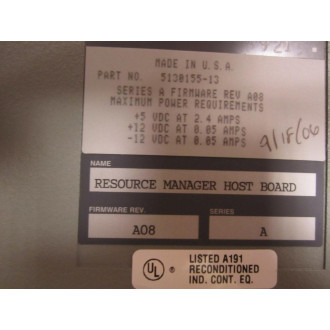 MADE IN U.S.A.
PART NO. 5130155-13
SERIES A FIRMWARE REV A08
MAXIMUM POWER REQUIREMENTS
+5 VDC AT 2.4 AMPS
+12 VDC AT 0.05 AMPS
-12 VDC AT 0.05 AMPS
9/18/06
NAME
RESOURCE MANAGER HOST BOARD
FIRMWARE REV.
SERIES
A08
A
UL
®
LISTED A191
RECONDITIONED
IND. CONT. EQ.